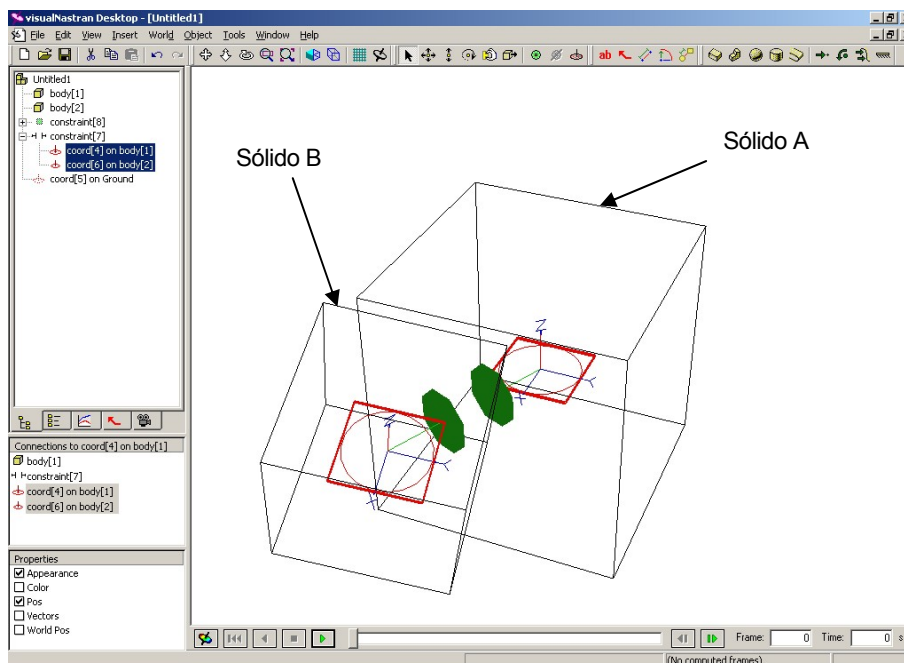 visualNastran Desktop - [Untitled1]
File Edit View Insert World Object Tools Window Help
ab
Untitled1
body[1]
body[2]
constraint[8]
constraint[7]
coord[4] on body[1]
coord[6] on body[2]
coord[5] on Ground
Sólido B
Sólido A
Z
Y
X
Z
Y
X
Connections to coord[4] on body[1]
body[1]
constraint[7]
coord[4] on body[1]
coord[6] on body[2]
Properties
Appearance
Color
Pos
Vectors
World Pos
Frame: 0 Time: 0 s
(No computed frames)